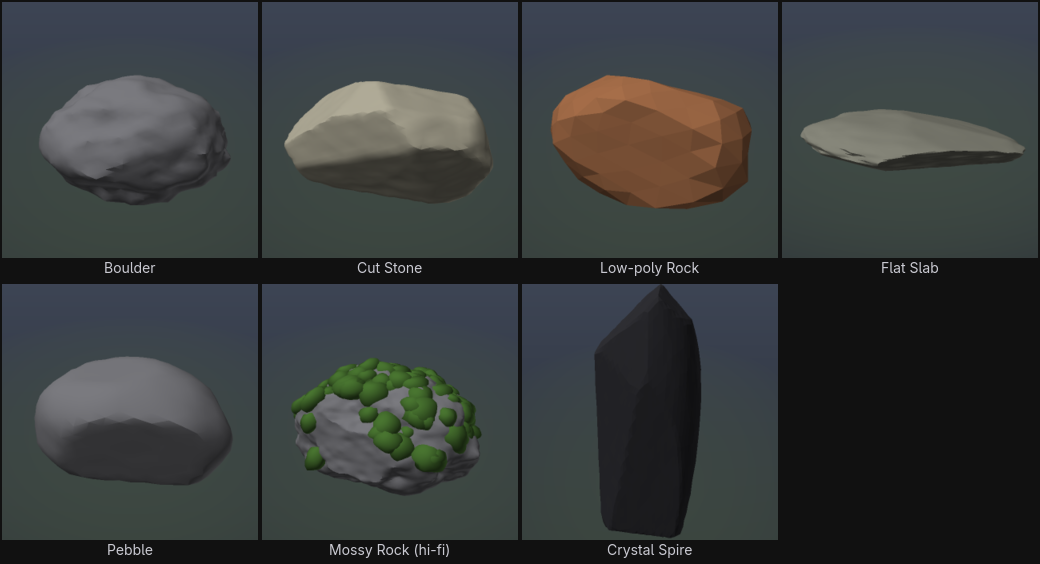 Boulder
Cut Stone
Low-poly Rock
Flat Slab
Pebble
Mossy Rock (hi-fi)
Crystal Spire